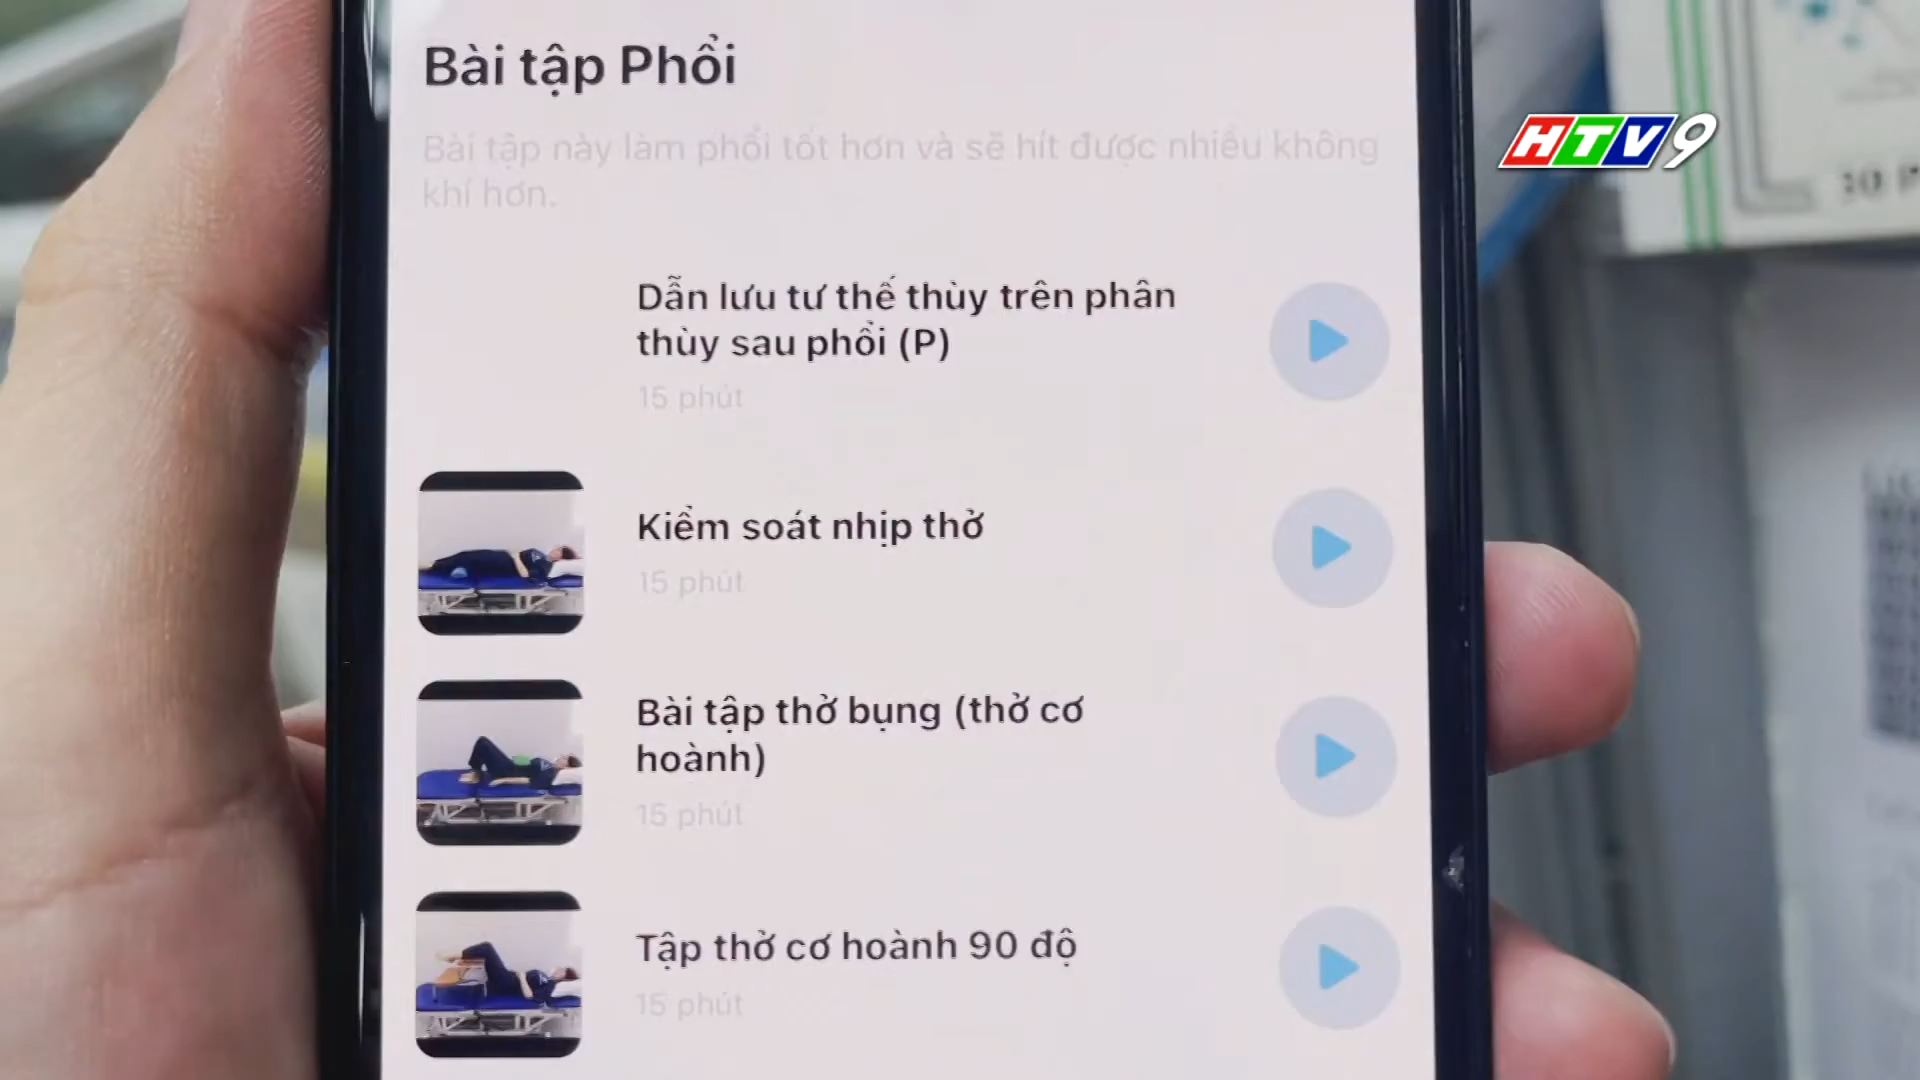 Bài tập Phổi
HTV9
Bài tập này làm phổi tốt hơn và sẽ hít được nhiều không
khí hơn.
30 P
Dẫn lưu tư thế thùy trên phân
thùy sau phổi (P)
15 phút
Kiểm soát nhịp thở
15 phút
Bài tập thở bụng (thở cơ
hoành)
15 phút
Tập thở cơ hoành 90 độ
15 phút